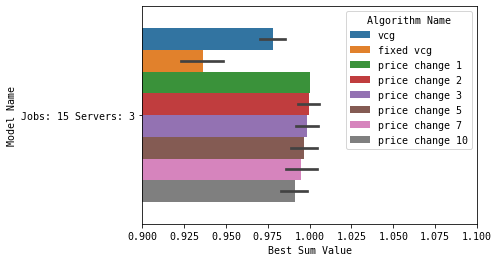 Algorithm Name
vcg
fixed vcg
price change 1
price change 2
price change 3
price change 5
price change 7
price change 10
Model Name
Jobs: 15 Servers: 3
0.900 0.925 0.950 0.975 1.000 1.025 1.050 1.075 1.100
Best Sum Value